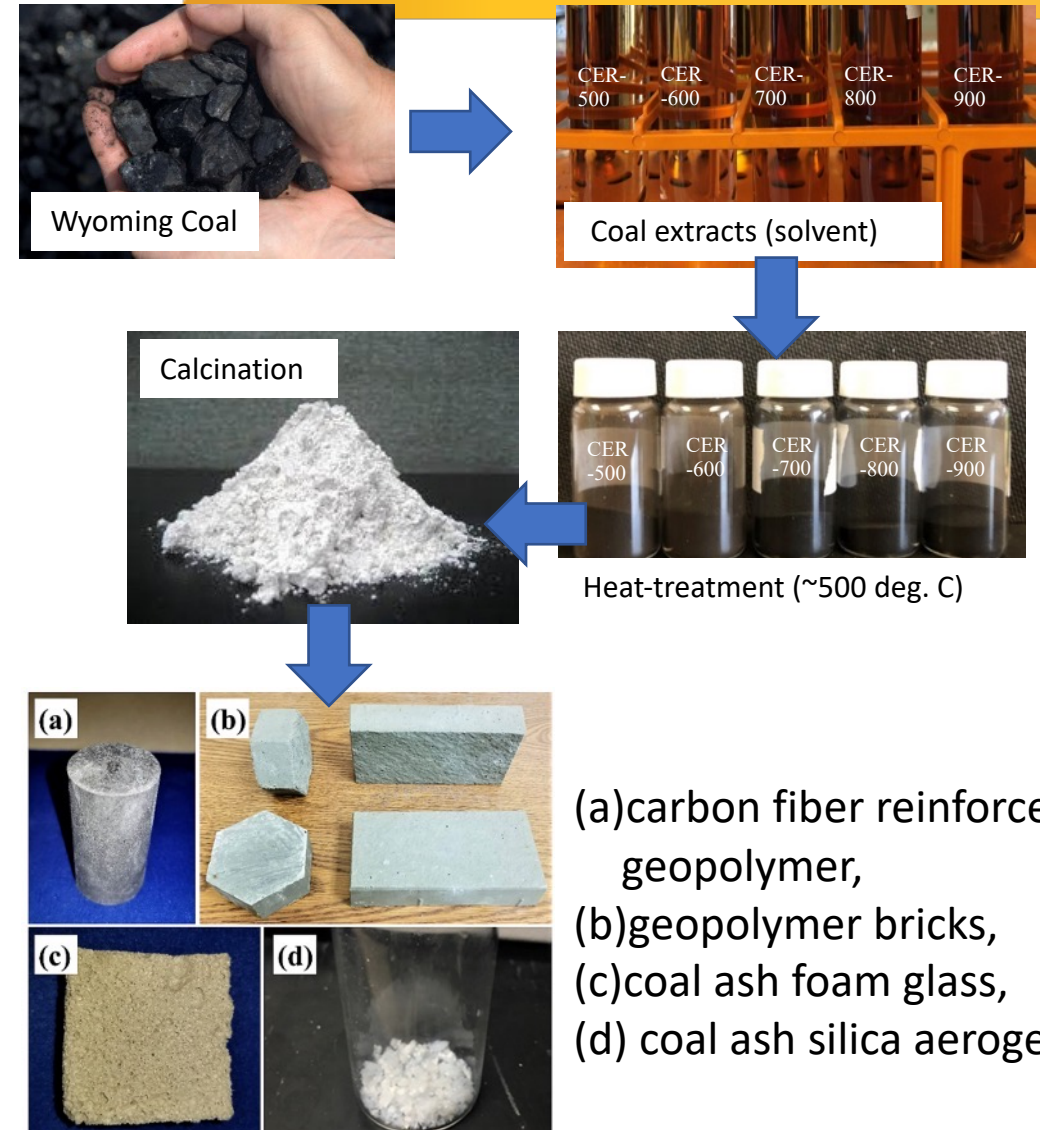 Wyoming Coal
CER-
500
CER
-600
CER-
700
CER-
800
CER-
900
Coal extracts (solvent)
Calcination
CER
-500
CER
-600
CER
-700
CER
-800
CER
-900
Heat-treatment (~500 deg. C)
(a)
(b)
(c)
(d)
(a)carbon fiber reinforce
geopolymer,
(b)geopolymer bricks,
(c)coal ash foam glass,
(d) coal ash silica aeroge